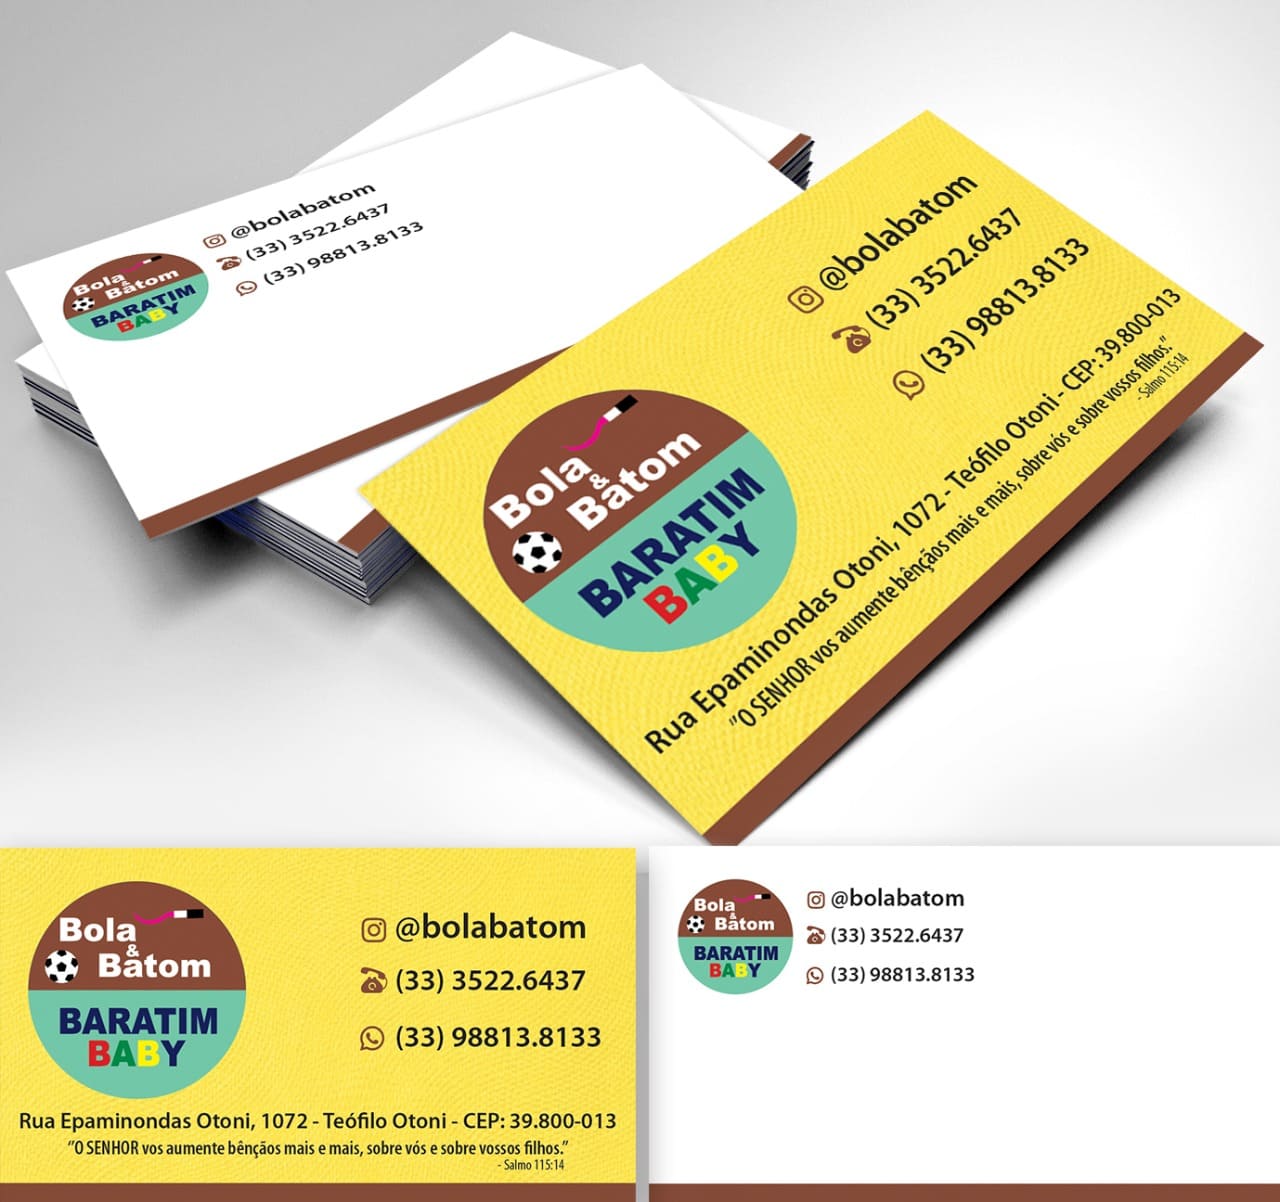 @bolabatom
(33) 3522.6437
(33) 98813.8133
Bola
&
Batom
BARATIM
BABY
@bolabatom
(33) 3522.6437
(33) 98813.8133
Bola
&
Batom
BARATIM
BABY
Rua Epaminondas Otoni, 1072 - Teófilo Otoni - CEP: 39.800-013
"O SENHOR vos aumente bênçãos mais e mais, sobre vós e sobre vossos filhos."
- Salmo 115:14
Bola
&
Batom
BARATIM
BABY
@bolabatom
(33) 3522.6437
(33) 98813.8133
Rua Epaminondas Otoni, 1072 - Teófilo Otoni - CEP: 39.800-013
"O SENHOR vos aumente bênçãos mais e mais, sobre vós e sobre vossos filhos."
- Salmo 115:14
Bola
&
Batom
BARATIM
BABY
@bolabatom
(33) 3522.6437
(33) 98813.8133